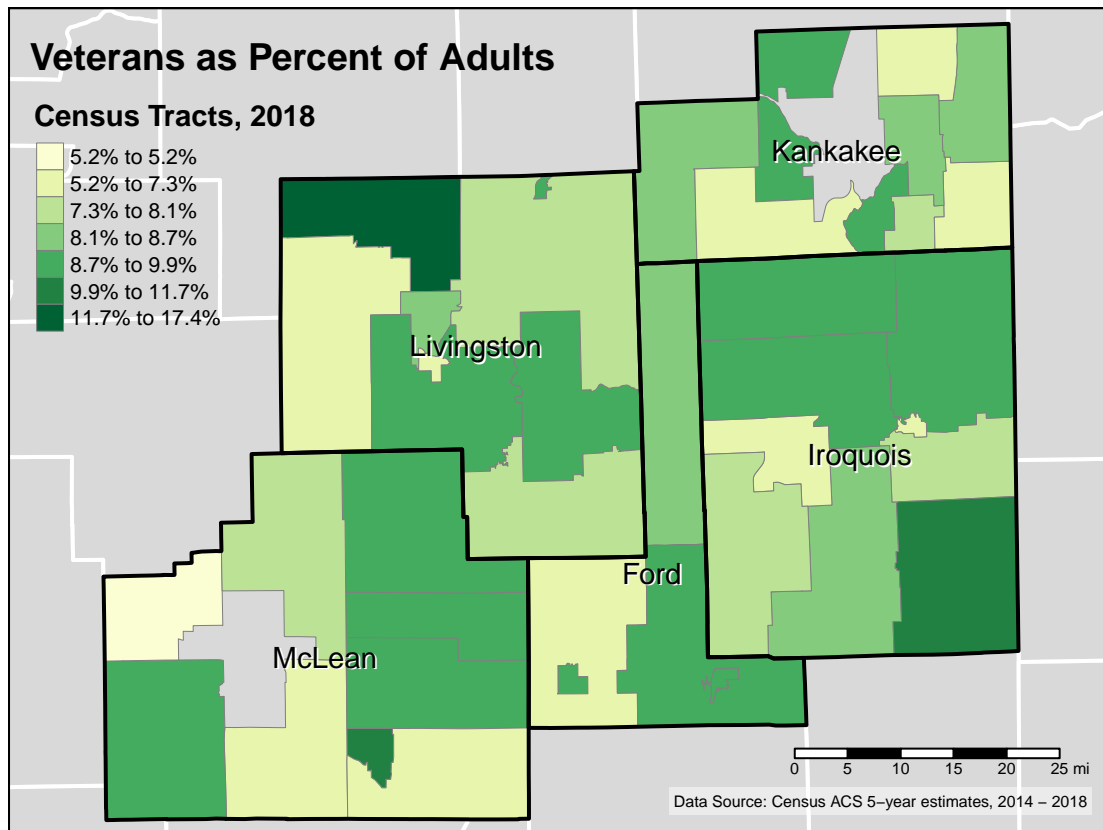 Veterans as Percent of Adults
Census Tracts, 2018
5.2% to 5.2%
5.2% to 7.3%
7.3% to 8.1%
8.1% to 8.7%
8.7% to 9.9%
9.9% to 11.7%
11.7% to 17.4%
Kankakee
Livingston
Iroquois
Ford
McLean
0 5 10 15 20 25 mi
Data Source: Census ACS 5−year estimates, 2014 − 2018